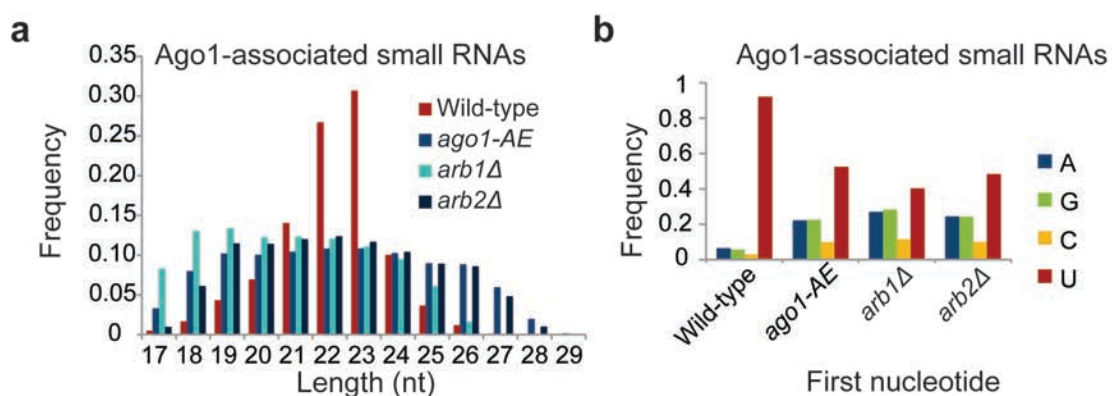 a
Ago1-associated small RNAs
0.35
0.30
0.25
0.20
0.15
0.10
0.05
0
Frequency
Wild-type
ago1-AE
arb1Δ
arb2Δ
17 18 19 20 21 22 23 24 25 26 27 28 29
Length (nt)
b
Ago1-associated small RNAs
1
0.8
0.6
0.4
0.2
0
Frequency
A
G
C
U
Wild-type
ago1-AE
arb1Δ
arb2Δ
First nucleotide